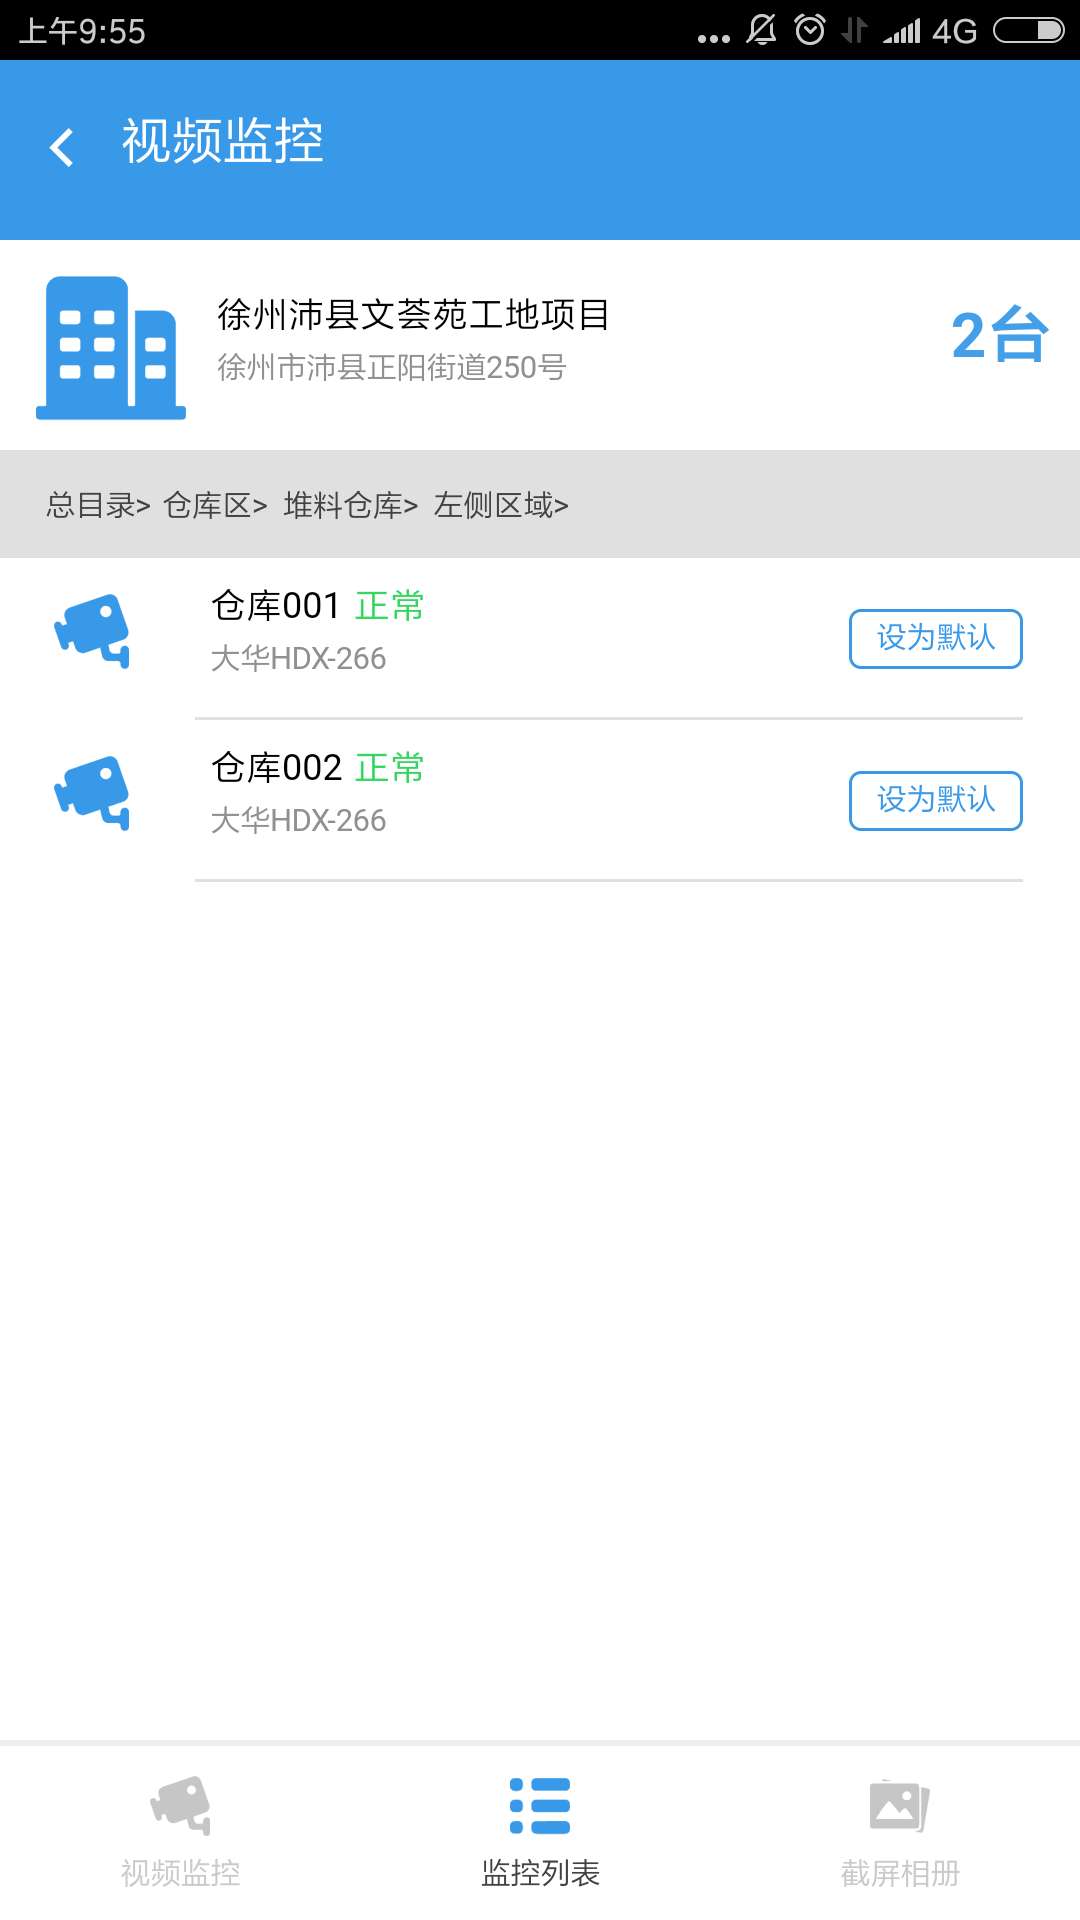 上午9:55
4G
视频监控
徐州沛县文荟苑工地项目
徐州市沛县正阳街道250号
2台
总目录> 仓库区> 堆料仓库> 左侧区域>
仓库001 正常
大华HDX-266
设为默认
仓库002 正常
大华HDX-266
设为默认
视频监控
监控列表
截屏相册